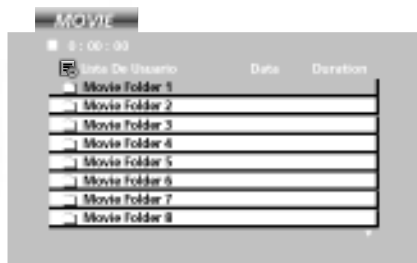 MOVIE
0 : 00 : 00
Lista De Usuario Date Duration
Movie Folder 1
Movie Folder 2
Movie Folder 3
Movie Folder 4
Movie Folder 5
Movie Folder 6
Movie Folder 7
Movie Folder 8